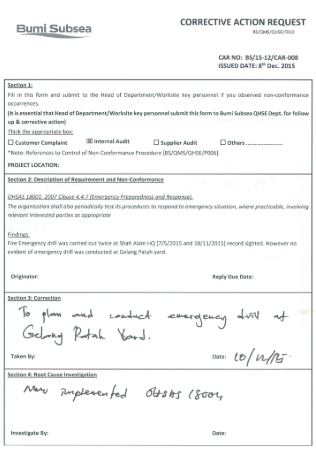 Bumi Subsea
CORRECTIVE ACTION REQUEST
BS/QMS/QHSE/F010
CAR NO: BS/15-12/CAR-008
ISSUED DATE: 8th Dec. 2015
Section 1:
Fill in this form and submit to the Head of Department/Worksite key personnel if you observed non-conformance
occurrences.
(It is essential that Head of Department/Worksite key personnel submit this form to Bumi Subsea QHSE Dept. for follow
up & corrective action)
Thick the appropriate box:
☐ Customer Complaint ☒ Internal Audit ☐ Supplier Audit ☐ Others
*Note: References to Control of Non-Conformance Procedure [BS/QMS/QHSE/P006]
PROJECT LOCATION:
Section 2: Description of Requirement and Non-Conformance
OHSAS 18001: 2007 Clause 4.4.7 (Emergency Preparedness and Response).
The organisation shall also periodically test its procedures to respond to emergency situation, where practicable, involving
relevant interested parties as appropriate
Findings:
Fire Emergency drill was carried out twice at Shah Alam HQ [7/5/2015 and 18/11/2015] record sighted. However no
evident of emergency drill was conducted at Gelang Patah yard.
Originator: Reply Due Date:
Section 3: Correction
To plan and conduct emergency drill at
Gelang Patah Yard.
Taken By: Date: 10/12/15
Section 4: Root Cause Investigation
New implemented OHSAS 18001
Investigate By: Date: